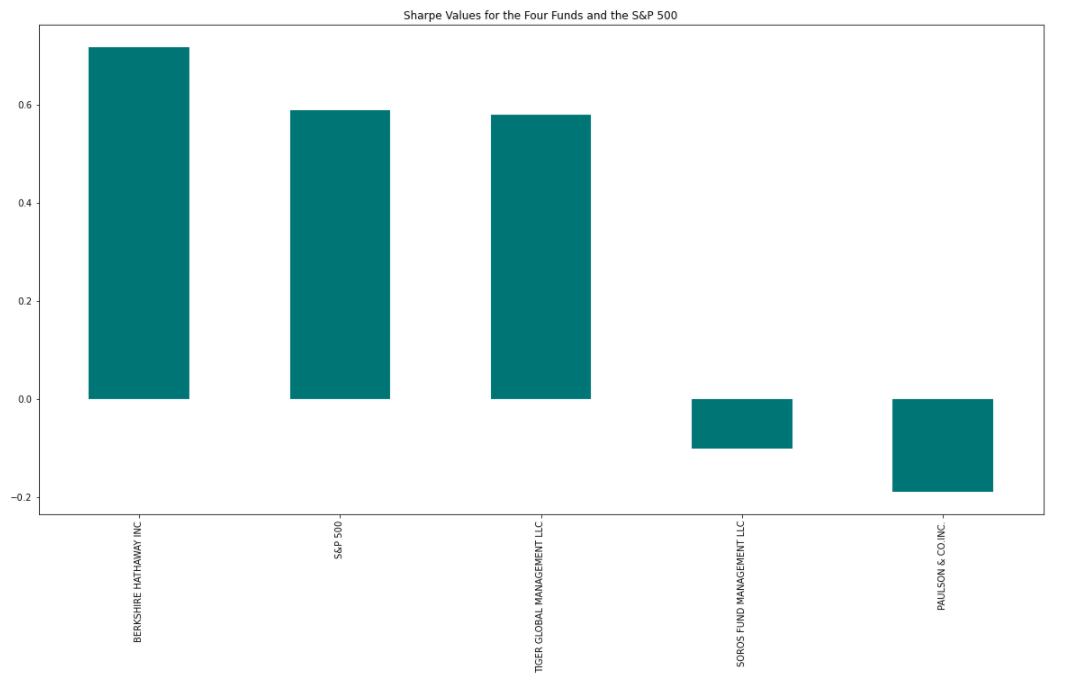 Sharpe Values for the Four Funds and the S&P 500
0.6
0.4
0.2
0.0
−0.2
BERKSHIRE HATHAWAY INC
S&P 500
TIGER GLOBAL MANAGEMENT LLC
SOROS FUND MANAGEMENT LLC
PAULSON & CO.INC.